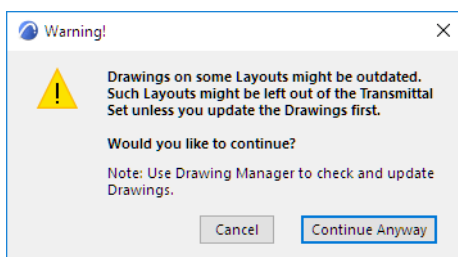 Warning!
Drawings on some Layouts might be outdated.
Such Layouts might be left out of the Transmittal
Set unless you update the Drawings first.
Would you like to continue?
Note: Use Drawing Manager to check and update
Drawings.
Cancel
Continue Anyway